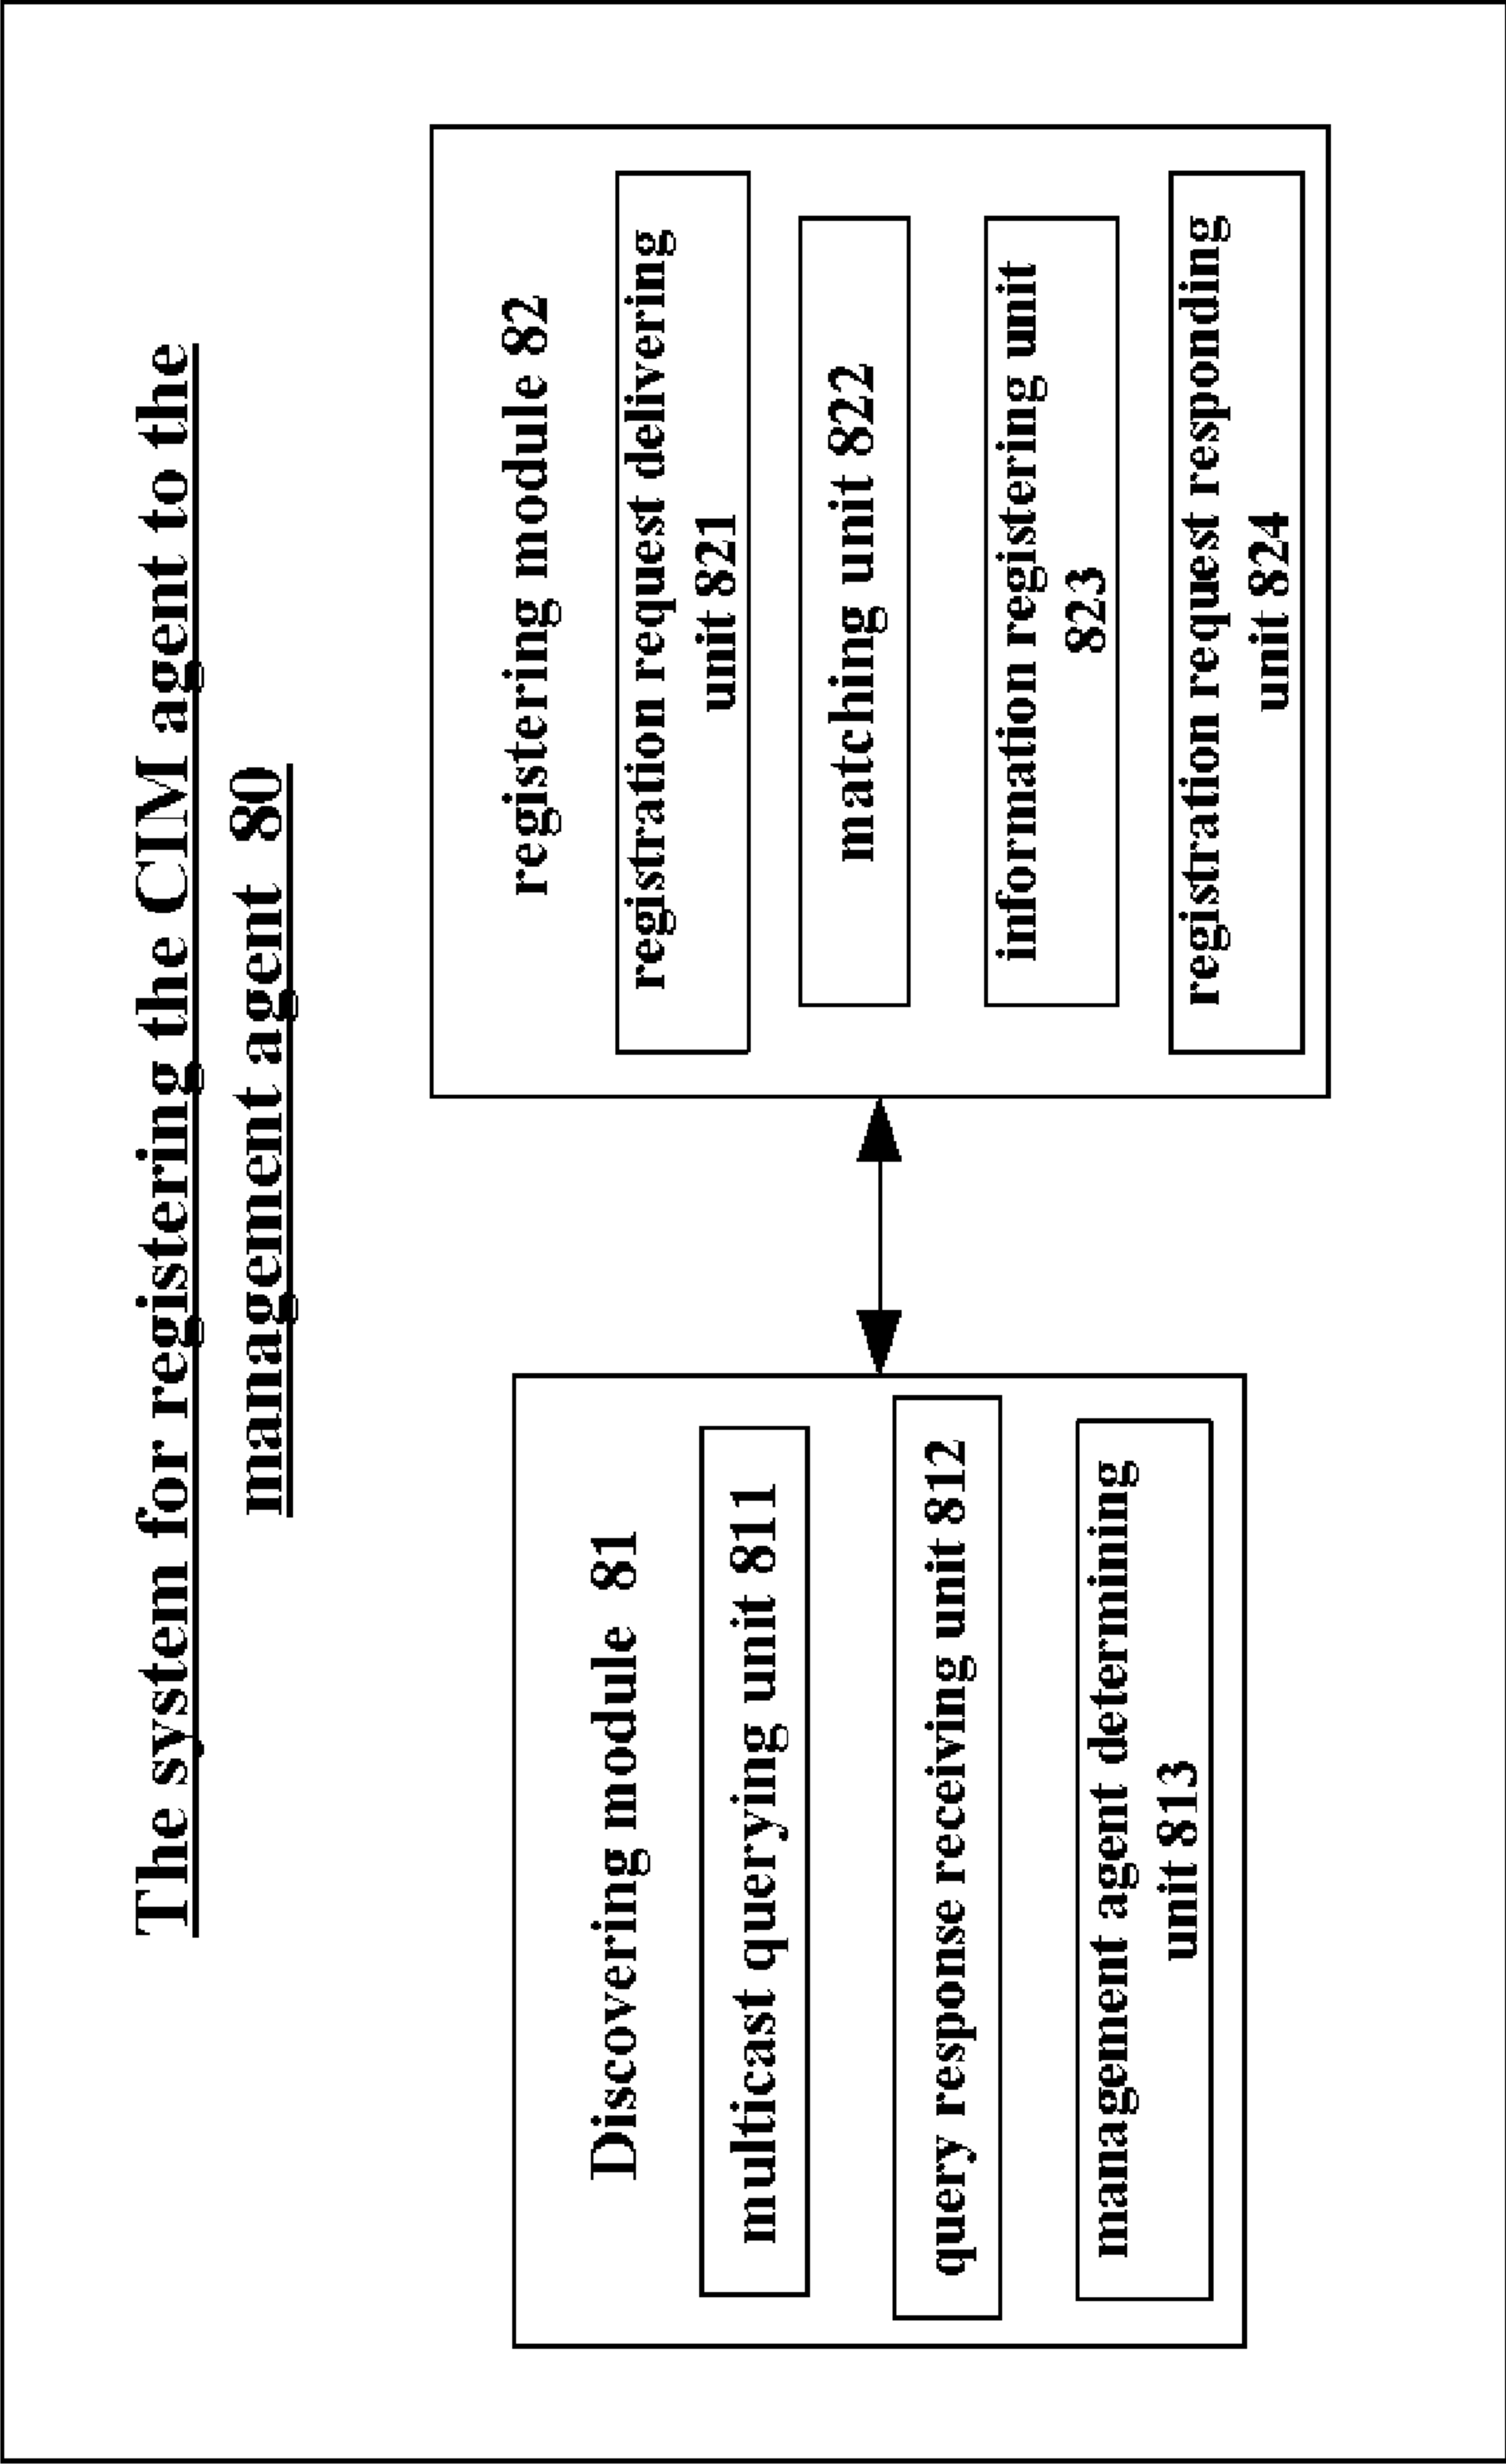 The system for registering the CIM agent to the
management agent 80
Discovering module 81
multicast querying unit 811
query response receiving unit 812
management agent determining
unit 813
registering module 82
registration request delivering
unit 821
matching unit 822
information registering unit
823
registration request responding
unit 824